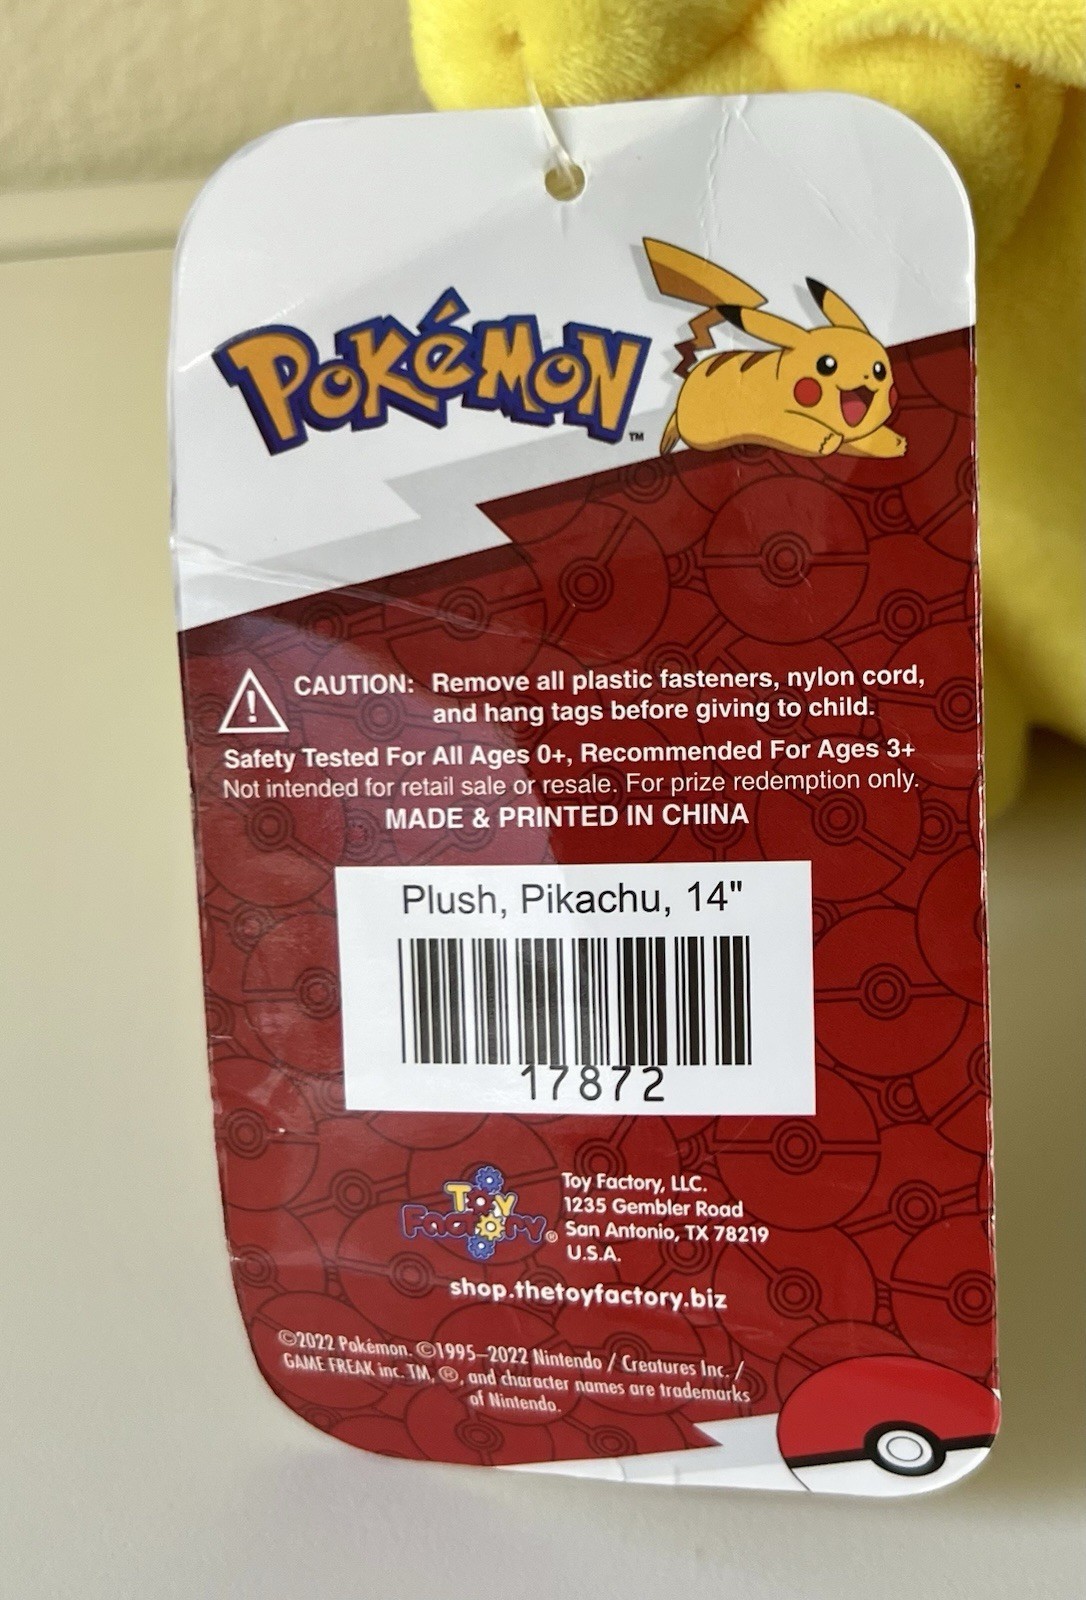 POKéMON
™
CAUTION: Remove all plastic fasteners, nylon cord,
and hang tags before giving to child.
Safety Tested For All Ages 0+, Recommended For Ages 3+
Not intended for retail sale or resale. For prize redemption only.
MADE & PRINTED IN CHINA
Plush, Pikachu, 14"
17872
TOY
FACTORY®
Toy Factory, LLC.
1235 Gembler Road
San Antonio, TX 78219
U.S.A.
shop.thetoyfactory.biz
©2022 Pokémon. ©1995–2022 Nintendo / Creatures Inc. /
GAME FREAK inc. TM, ®, and character names are trademarks
of Nintendo.